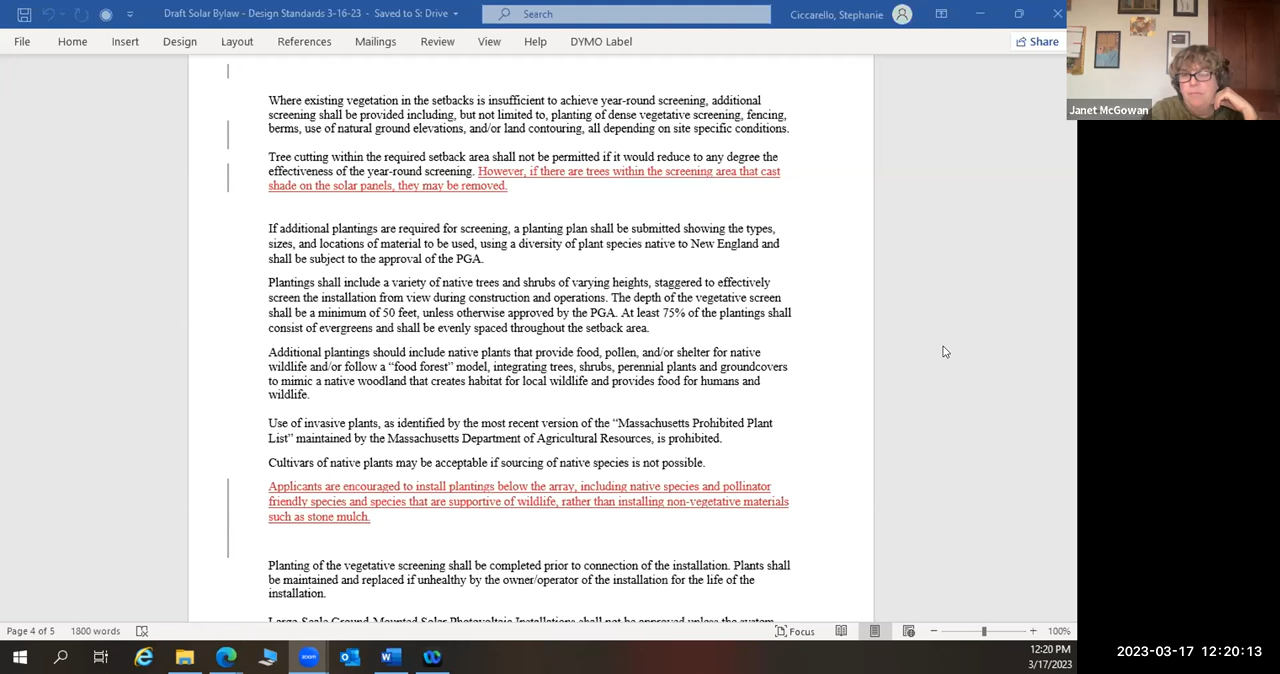 Draft Solar Bylaw - Design Standards 3-16-23 - Saved to S: Drive
Search
Ciccarello, Stephanie
File Home Insert Design Layout References Mailings Review View Help DYMO Label
Share
Janet McGowan
Where existing vegetation in the setbacks is insufficient to achieve year-round screening, additional
screening shall be provided including, but not limited to, planting of dense vegetative screening, fencing,
berms, use of natural ground elevations, and/or land contouring, all depending on site specific conditions.
Tree cutting within the required setback area shall not be permitted if it would reduce to any degree the
effectiveness of the year-round screening. However, if there are trees within the screening area that cast
shade on the solar panels, they may be removed.
If additional plantings are required for screening, a planting plan shall be submitted showing the types,
sizes, and locations of material to be used, using a diversity of plant species native to New England and
shall be subject to the approval of the PGA.
Plantings shall include a variety of native trees and shrubs of varying heights, staggered to effectively
screen the installation from view during construction and operations. The depth of the vegetative screen
shall be a minimum of 50 feet, unless otherwise approved by the PGA. At least 75% of the plantings shall
consist of evergreens and shall be evenly spaced throughout the setback area.
Additional plantings should include native plants that provide food, pollen, and/or shelter for native
wildlife and/or follow a “food forest” model, integrating trees, shrubs, perennial plants and groundcovers
to mimic a native woodland that creates habitat for local wildlife and provides food for humans and
wildlife.
Use of invasive plants, as identified by the most recent version of the “Massachusetts Prohibited Plant
List” maintained by the Massachusetts Department of Agricultural Resources, is prohibited.
Cultivars of native plants may be acceptable if sourcing of native species is not possible.
Applicants are encouraged to install plantings below the array, including native species and pollinator
friendly species and species that are supportive of wildlife, rather than installing non-vegetative materials
such as stone mulch.
Planting of the vegetative screening shall be completed prior to connection of the installation. Plants shall
be maintained and replaced if unhealthy by the owner/operator of the installation for the life of the
installation.
Large-Scale Ground-Mounted Solar Photovoltaic Installations shall not be approved unless the system
Page 4 of 5 1800 words
Focus
100%
zoom
12:20 PM
3/17/2023
2023-03-17 12:20:13